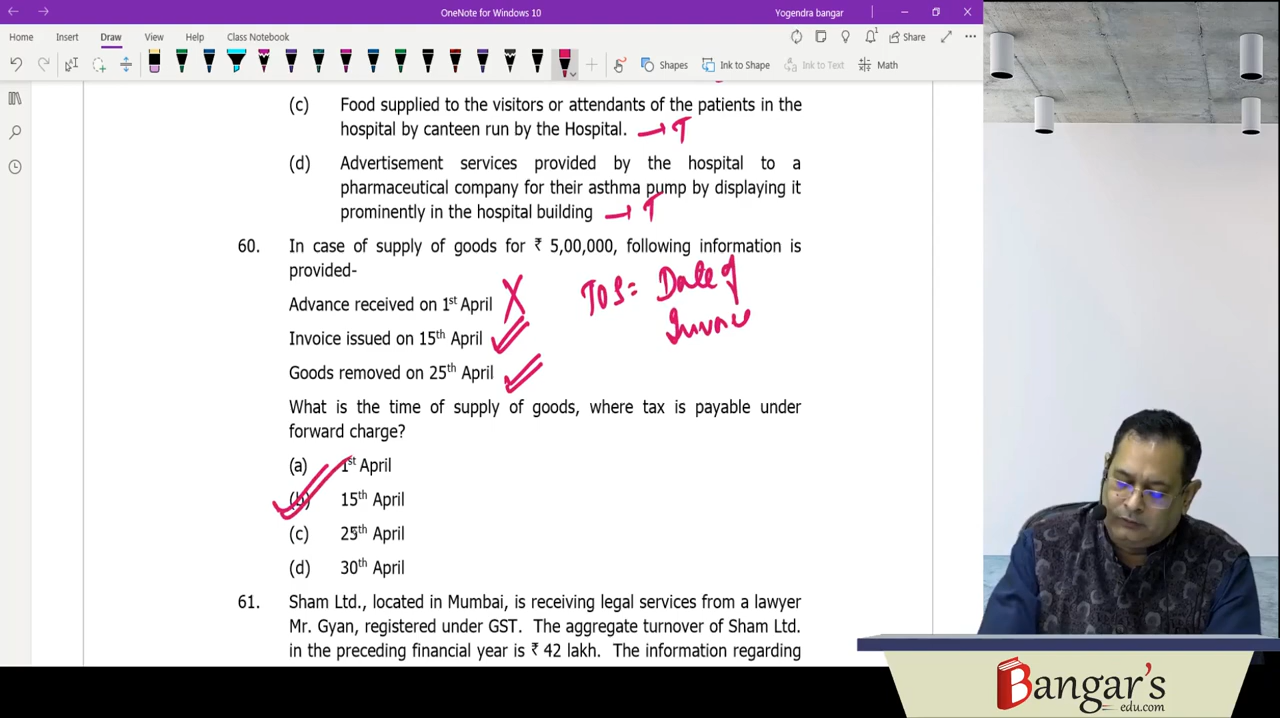 OneNote for Windows 10
Yogendra bangar
Home Insert Draw View Help Class Notebook
Share
Shapes Ink to Shape Ink to Text Math
(c) Food supplied to the visitors or attendants of the patients in the
hospital by canteen run by the Hospital. → T
(d) Advertisement services provided by the hospital to a
pharmaceutical company for their asthma pump by displaying it
prominently in the hospital building → T
60. In case of supply of goods for ₹ 5,00,000, following information is
provided-
Advance received on 1st April
Invoice issued on 15th April
Goods removed on 25th April
TOS = Date of
Invoice
What is the time of supply of goods, where tax is payable under
forward charge?
(a) 1st April
(b) 15th April
(c) 25th April
(d) 30th April
61. Sham Ltd., located in Mumbai, is receiving legal services from a lawyer
Mr. Gyan, registered under GST. The aggregate turnover of Sham Ltd.
in the preceding financial year is ₹ 42 lakh. The information regarding
Bangar's
edu.com